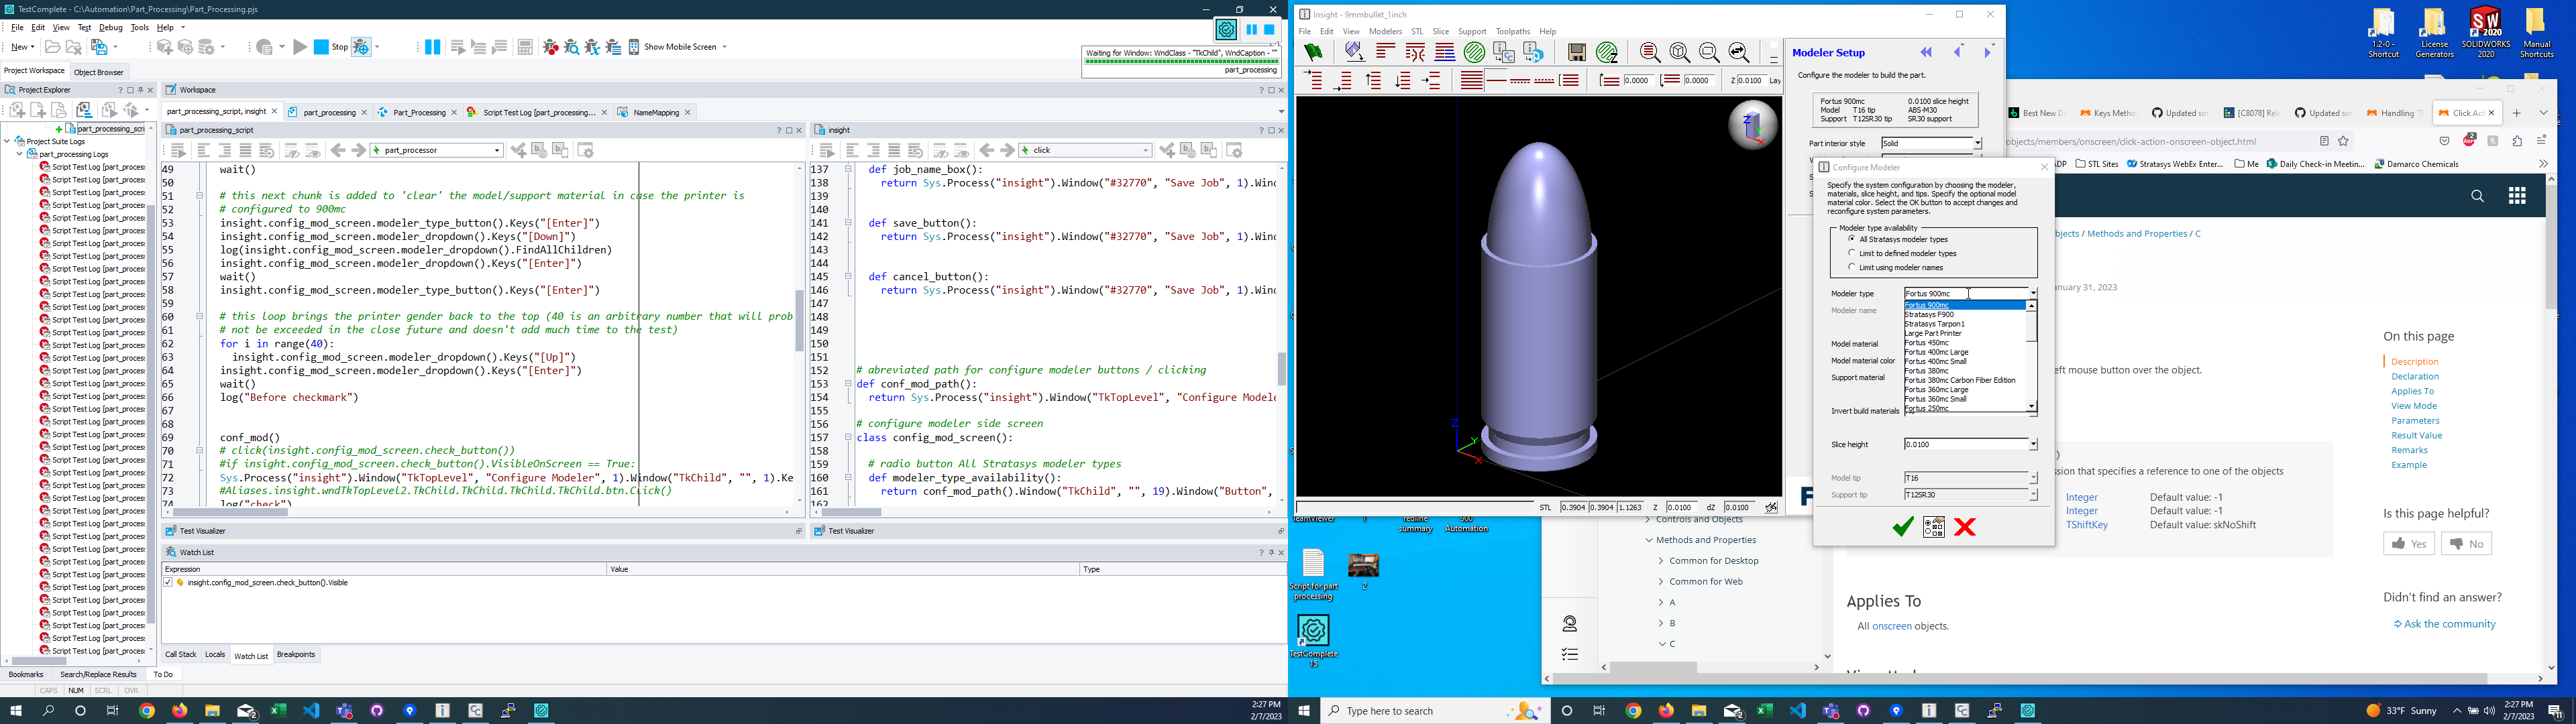 TestComplete - C:\Automation\Part_Processing\Part_Processing.pjs
File Edit View Test Debug Tools Help
New
Stop
Show Mobile Screen
Waiting for Window: WndClass - "TkChild", WndCaption - ""
part_processing
Project Workspace Object Browser
Project Explorer
part_processing_scri
Project Suite Logs
part_processing Logs
Script Test Log [part_process
Workspace
part_processing_script, insight
part_processing
Part_Processing
Script Test Log [part_processing...
NameMapping
part_processing_script
part_processor
49 wait()
50
51 # this next chunk is added to 'clear' the model/support material in case the printer is
52 # configured to 900mc
53 insight.config_mod_screen.modeler_type_button().Keys("[Enter]")
54 insight.config_mod_screen.modeler_dropdown().Keys("[Down]")
55 log(insight.config_mod_screen.modeler_dropdown().FindAllChildren)
56 insight.config_mod_screen.modeler_dropdown().Keys("[Enter]")
57 wait()
58 insight.config_mod_screen.modeler_type_button().Keys("[Enter]")
59
60 # this loop brings the printer gender back to the top (40 is an arbitrary number that will prob
61 # not be exceeded in the close future and doesn't add much time to the test)
62 for i in range(40):
63 insight.config_mod_screen.modeler_dropdown().Keys("[Up]")
64 insight.config_mod_screen.modeler_dropdown().Keys("[Enter]")
65 wait()
66 log("Before checkmark")
67
68
69 conf_mod()
70 # click(insight.config_mod_screen.check_button())
71 #if insight.config_mod_screen.check_button().VisibleOnScreen == True:
72 Sys.Process("insight").Window("TkTopLevel", "Configure Modeler", 1).Window("TkChild", "", 1).Ke
73 #Aliases.insight.wndTkTopLevel2.TkChild.TkChild.TkChild.TkChild.btn.Click()
74 log("check")
insight
click
137 def job_name_box():
138 return Sys.Process("insight").Window("#32770", "Save Job", 1).Wind
139
140
141 def save_button():
142 return Sys.Process("insight").Window("#32770", "Save Job", 1).Wind
143
144
145 def cancel_button():
146 return Sys.Process("insight").Window("#32770", "Save Job", 1).Wind
147
148
149
150
151
152 # abreviated path for configure modeler buttons / clicking
153 def conf_mod_path():
154 return Sys.Process("insight").Window("TkTopLevel", "Configure Modele
155
156 # configure modeler side screen
157 class config_mod_screen():
158
159 # radio button All Stratasys modeler types
160 def modeler_type_availability():
161 return conf_mod_path().Window("TkChild", "", 19).Window("Button",
162
Test Visualizer
Test Visualizer
Watch List
Expression Value Type
insight.config_mod_screen.check_button().Visible
Call Stack Locals Watch List Breakpoints
Bookmarks Search/Replace Results To Do
CAPS NUM SCRL OVR
2:27 PM
2/7/2023
Insight - 9mmbullet_1inch
File Edit View Modelers STL Slice Support Toolpaths Help
0.0000 0.0000 Z 0.0100 Lay
Modeler Setup
Configure the modeler to build the part.
Fortus 900mc 0.0100 slice height
Model T16 tip ABS-M30
Support T12SR30 tip SR30 support
Part interior style Solid
Configure Modeler
Specify the system configuration by choosing the modeler,
materials, slice height, and tips. Specify the optional model
material color. Select the OK button to accept changes and
reconfigure system parameters.
Modeler type availability
All Stratasys modeler types
Limit to defined modeler types
Limit using modeler names
Modeler type Fortus 900mc
Modeler name
Fortus 900mc
Stratasys F900
Stratasys Tarpon1
Large Part Printer
Fortus 450mc
Fortus 400mc Large
Fortus 400mc Small
Fortus 380mc
Fortus 380mc Carbon Fiber Edition
Fortus 360mc Large
Fortus 360mc Small
Fortus 250mc
Model material
Model material color
Support material
Invert build materials
Slice height 0.0100
Model tip T16
Support tip T12SR30
Z Y X
STL 0.3904 0.3904 1.1263 Z 0.0100 dZ 0.0100
1.2-0 - Shortcut
License Generators
SOLIDWORKS 2020
Manual Shortcuts
Best New D
Keys Metho
Updated so
[C8078] Rel
Updated so
Handling 'T
Click Act
objects/members/onscreen/click-action-onscreen-object.html
ADP STL Sites Stratasys WebEx Enter... Me Daily Check-in Meetin... Damarco Chemicals
bjects / Methods and Properties / C
anuary 31, 2023
eft mouse button over the object.
ssion that specifies a reference to one of the objects
Integer Default value: -1
Integer Default value: -1
TShiftKey Default value: skNoShift
Applies To
All onscreen objects.
On this page
Description
Declaration
Applies To
View Mode
Parameters
Result Value
Remarks
Example
Is this page helpful?
Yes No
Didn't find an answer?
Ask the community
Controls and Objects
Methods and Properties
Common for Desktop
Common for Web
A
B
C
TeamViewer
1
redline summary
900 Automation
Script for part processing
2
TestComplete 15
Type here to search
33°F Sunny
2:27 PM
2/7/2023